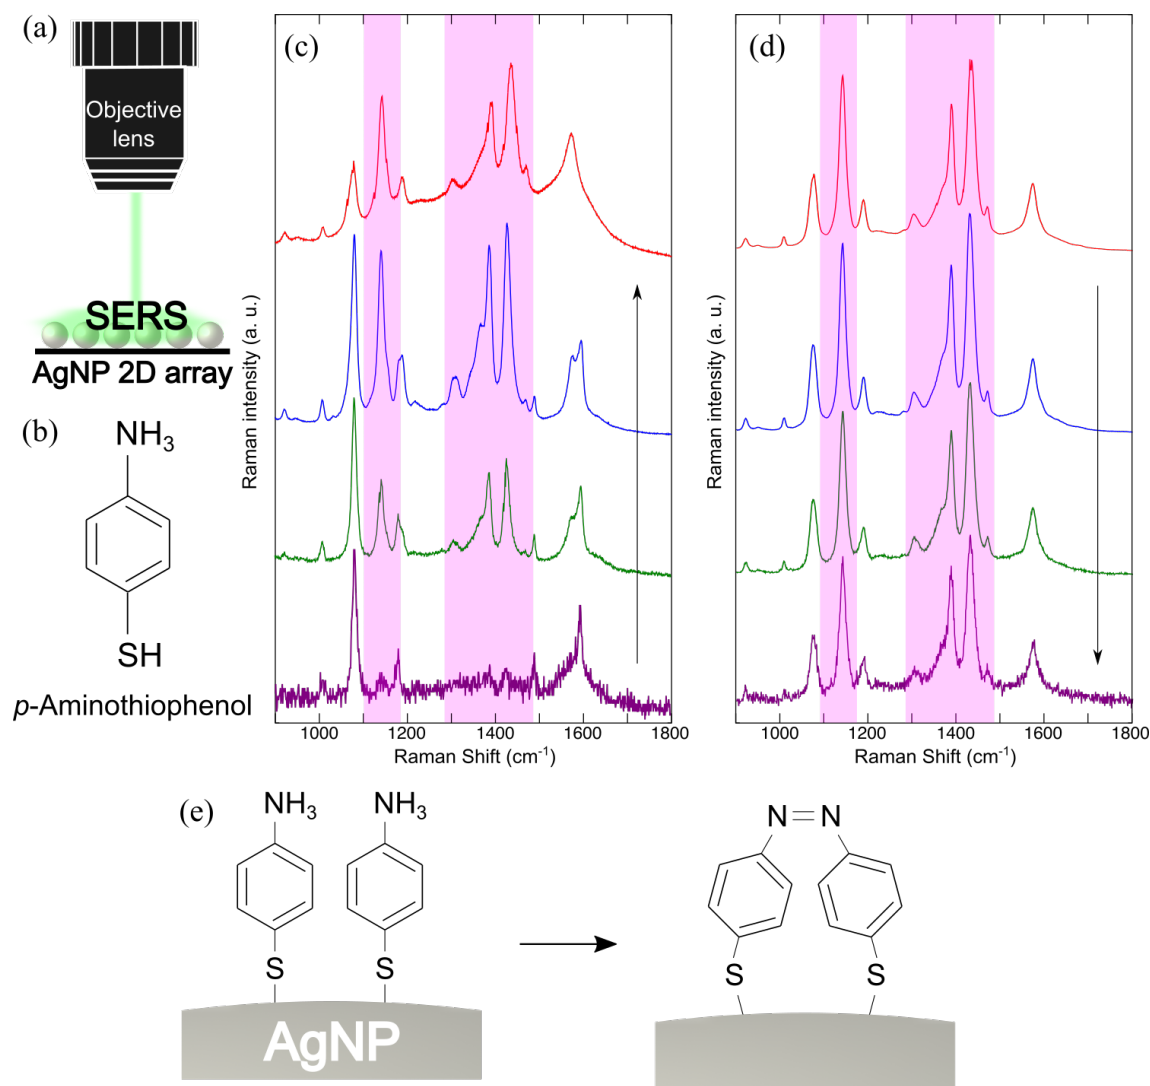 (a)
Objective
lens
SERS
AgNP 2D array
(b)
NH₃
SH
p-Aminothiophenol
(c)
Raman intensity (a. u.)
1000 1200 1400 1600 1800
Raman Shift (cm⁻¹)
(d)
Raman intensity (a. u.)
1000 1200 1400 1600 1800
Raman Shift (cm⁻¹)
(e)
NH₃ NH₃
S S
AgNP
N N
S S